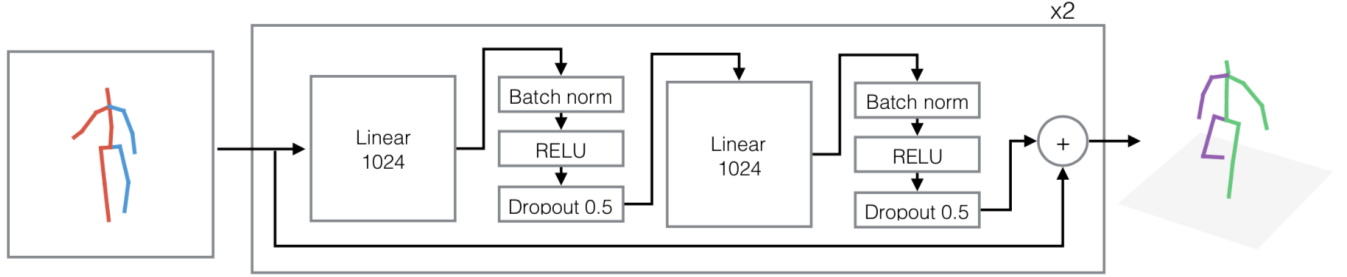 x2
Linear
1024
Batch norm
RELU
Dropout 0.5
Linear
1024
Batch norm
RELU
Dropout 0.5
+